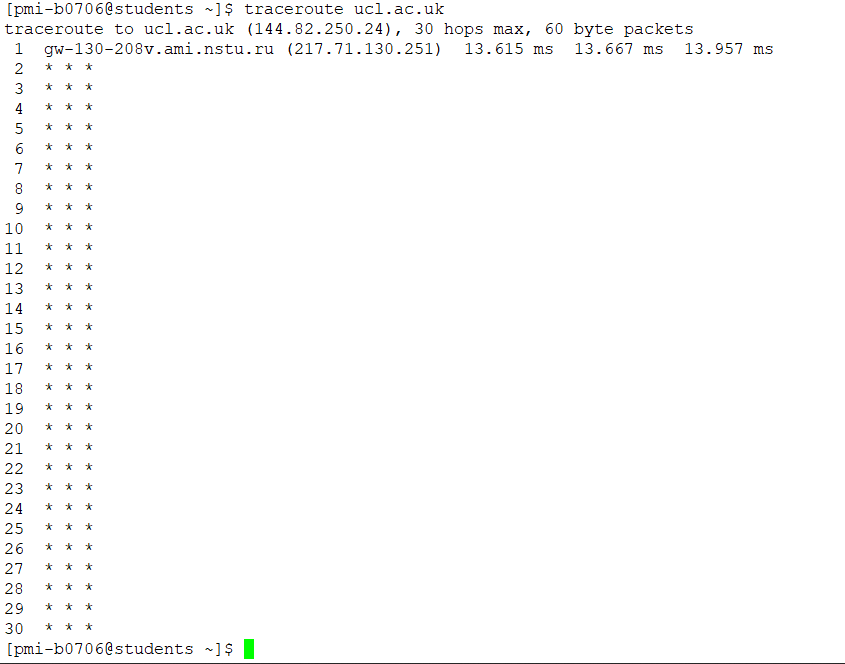 [pmi-b0706@students ~]$ traceroute ucl.ac.uk
traceroute to ucl.ac.uk (144.82.250.24), 30 hops max, 60 byte packets
 1  gw-130-208v.ami.nstu.ru (217.71.130.251)  13.615 ms  13.667 ms  13.957 ms
 2  * * *
 3  * * *
 4  * * *
 5  * * *
 6  * * *
 7  * * *
 8  * * *
 9  * * *
10  * * *
11  * * *
12  * * *
13  * * *
14  * * *
15  * * *
16  * * *
17  * * *
18  * * *
19  * * *
20  * * *
21  * * *
22  * * *
23  * * *
24  * * *
25  * * *
26  * * *
27  * * *
28  * * *
29  * * *
30  * * *
[pmi-b0706@students ~]$